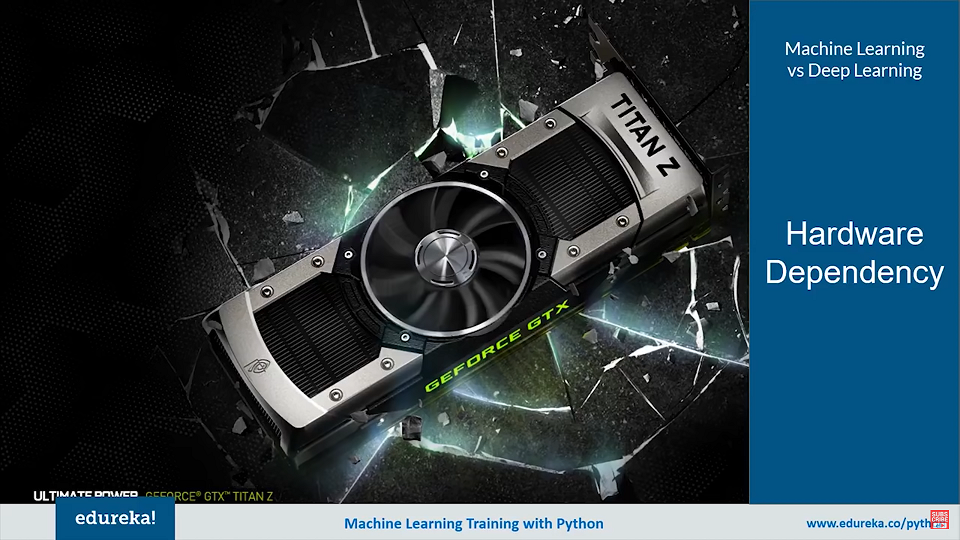 Machine Learning
vs Deep Learning
TITAN Z
Hardware
Dependency
GEFORCE GTX
ULTIMATE POWER GEFORCE® GTX™ TITAN Z
edureka!
Machine Learning Training with Python
www.edureka.co/pyth
SUBSCRIBE